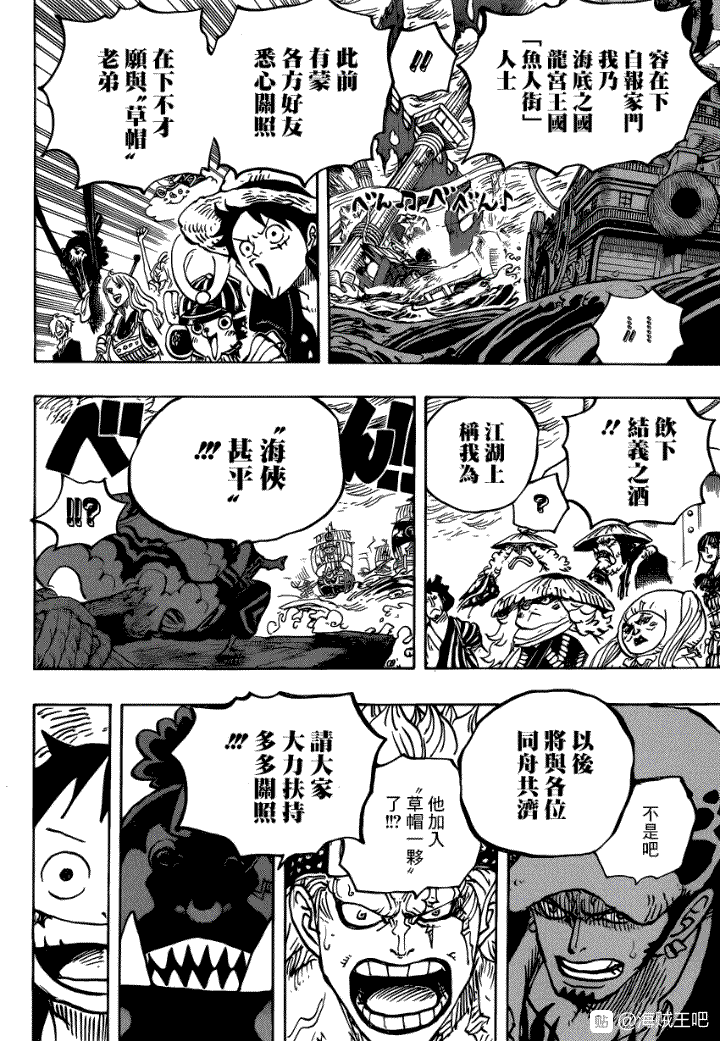 容在下
自報家門
我乃
海底之國
龍宮王國
「魚人街」
人士
!!
此前
有蒙
各方好友
悉心關照
在下不才
願與〝草帽〟
老弟
べん♪♪べべん♪
飲下
結義之酒
!!
江湖上
稱我為
?
べん!!
〝海俠
甚平〟
!!!
!!?
不是吧
以後
將與各位
同舟共濟
他加入
〝草帽一夥〟
了!!?
請大家
大力扶持
多多關照
!!!
貼 @海賊王吧